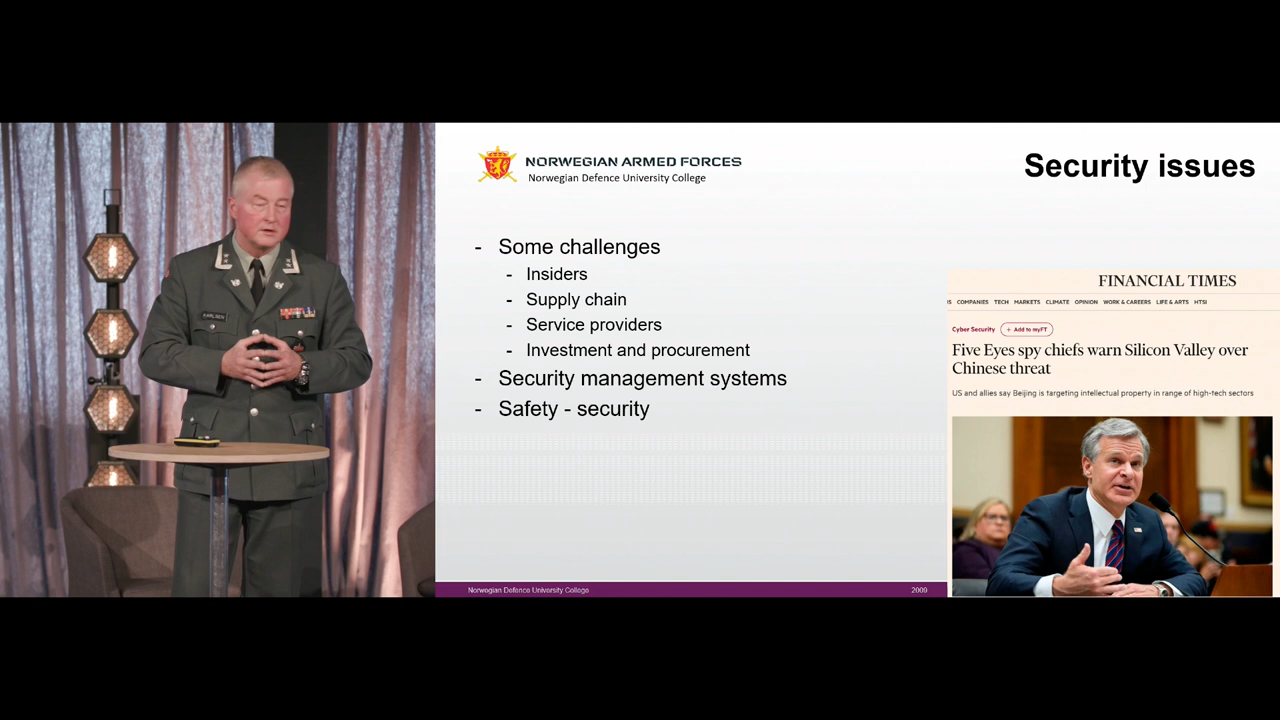 NORWEGIAN ARMED FORCES
Norwegian Defence University College
Security issues
- Some challenges
- Insiders
- Supply chain
- Service providers
- Investment and procurement
- Security management systems
- Safety - security
FINANCIAL TIMES
COMPANIES TECH MARKETS CLIMATE OPINION WORK & CAREERS LIFE & ARTS HTSI
Cyber Security + Add to myFT
Five Eyes spy chiefs warn Silicon Valley over
Chinese threat
US and allies say Beijing is targeting intellectual property in range of high-tech sectors
Norwegian Defence University College 2009
KARLSEN